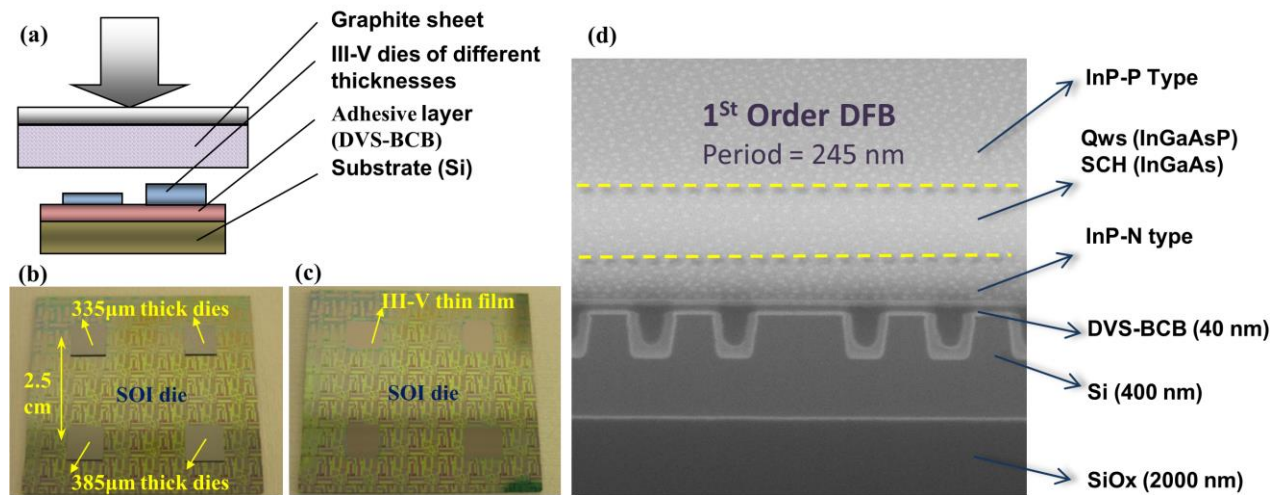 (a)
Graphite sheet
III-V dies of different
thicknesses
Adhesive layer
(DVS-BCB)
Substrate (Si)
(b)
335µm thick dies
2.5
cm
SOI die
385µm thick dies
(c)
III-V thin film
SOI die
(d)
1St Order DFB
Period = 245 nm
InP-P Type
Qws (InGaAsP)
SCH (InGaAs)
InP-N type
DVS-BCB (40 nm)
Si (400 nm)
SiOx (2000 nm)